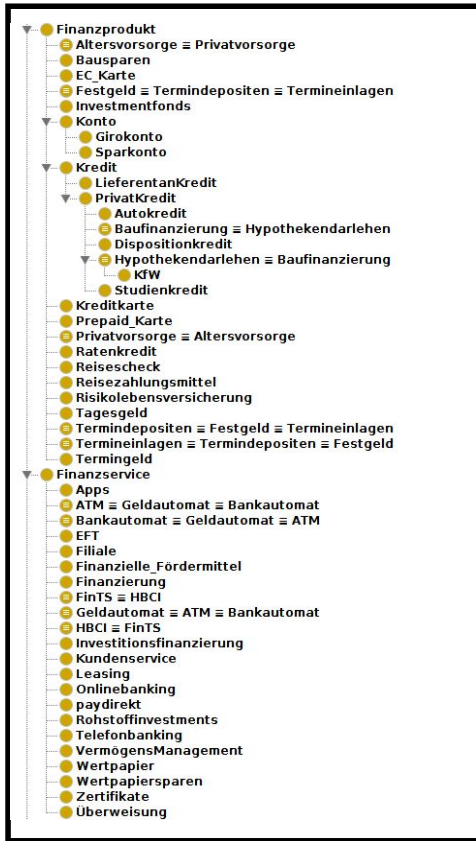 Finanzprodukt
Altersvorsorge ≡ Privatvorsorge
Bausparen
EC_Karte
Festgeld ≡ Termindepositen ≡ Termineinlagen
Investmentfonds
Konto
Girokonto
Sparkonto
Kredit
LieferentanKredit
PrivatKredit
Autokredit
Baufinanzierung ≡ Hypothekendarlehen
Dispositionkredit
Hypothekendarlehen ≡ Baufinanzierung
KfW
Studienkredit
Kreditkarte
Prepaid_Karte
Privatvorsorge ≡ Altersvorsorge
Ratenkredit
Reisescheck
Reisezahlungsmittel
Risikolebensversicherung
Tagesgeld
Termindepositen ≡ Festgeld ≡ Termineinlagen
Termineinlagen ≡ Termindepositen ≡ Festgeld
Termingeld
Finanzservice
Apps
ATM ≡ Geldautomat ≡ Bankautomat
Bankautomat ≡ Geldautomat ≡ ATM
EFT
Filiale
Finanzielle_Fördermittel
Finanzierung
FinTS ≡ HBCI
Geldautomat ≡ ATM ≡ Bankautomat
HBCI ≡ FinTS
Investitionsfinanzierung
Kundenservice
Leasing
Onlinebanking
paydirekt
Rohstoffinvestments
Telefonbanking
VermögensManagement
Wertpapier
Wertpapiersparen
Zertifikate
Überweisung